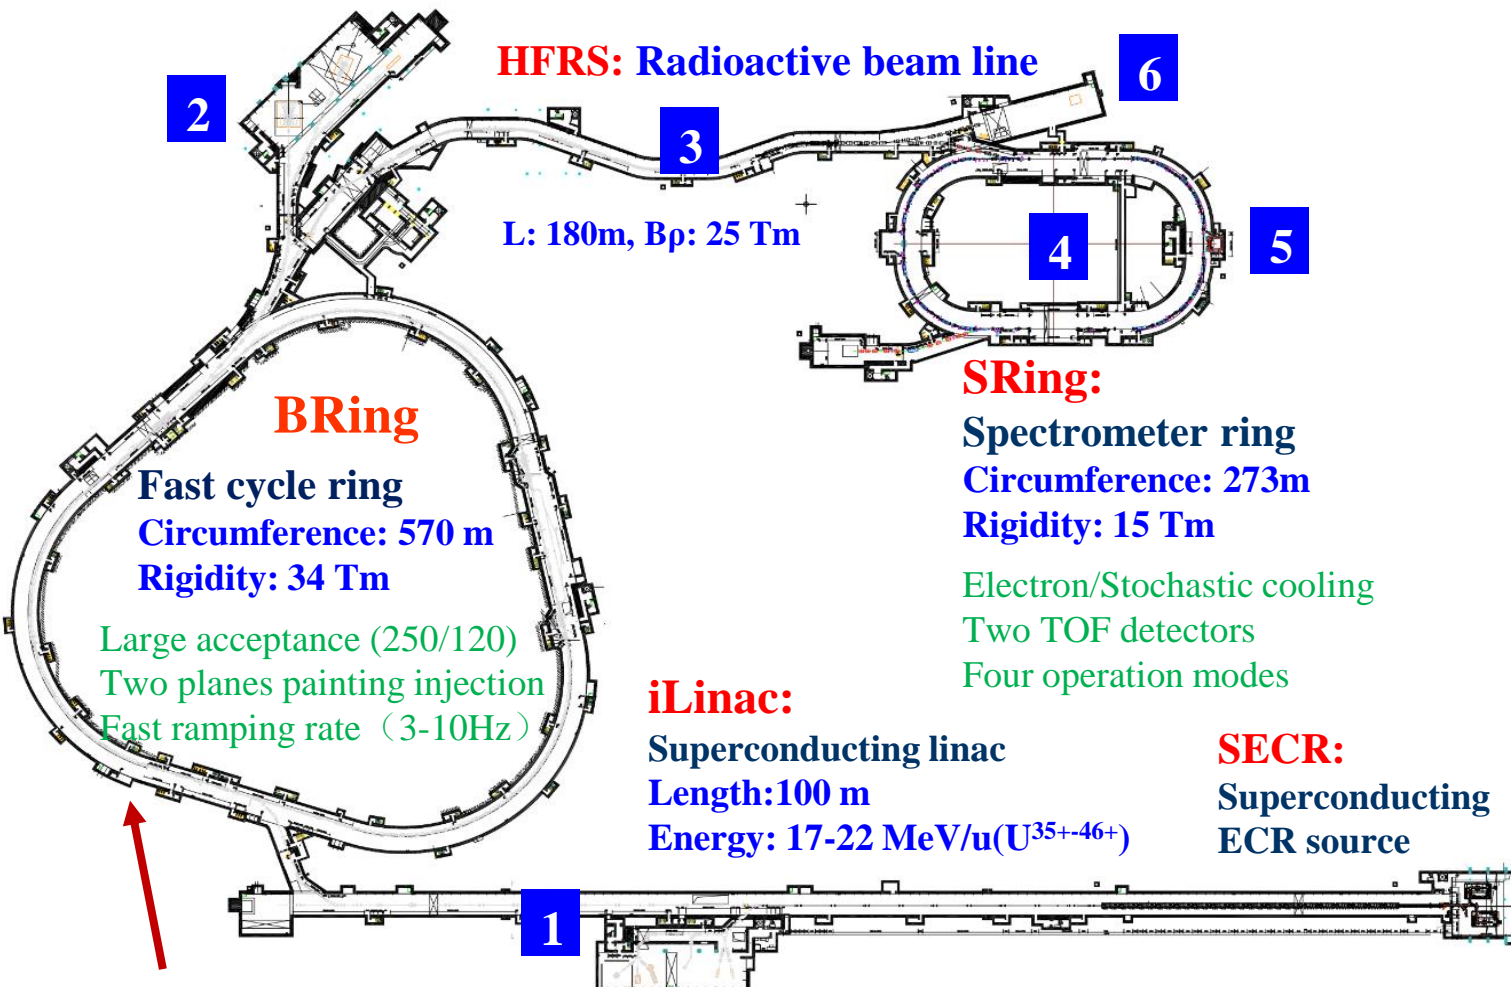 HFRS: Radioactive beam line
6
2
3
L: 180m, Bρ: 25 Tm
4
5
BRing
Fast cycle ring
Circumference: 570 m
Rigidity: 34 Tm
Large acceptance (250/120)
Two planes painting injection
Fast ramping rate（3-10Hz）
SRing:
Spectrometer ring
Circumference: 273m
Rigidity: 15 Tm
Electron/Stochastic cooling
Two TOF detectors
Four operation modes
iLinac:
Superconducting linac
Length:100 m
Energy: 17-22 MeV/u(U35+-46+)
SECR:
Superconducting
ECR source
1